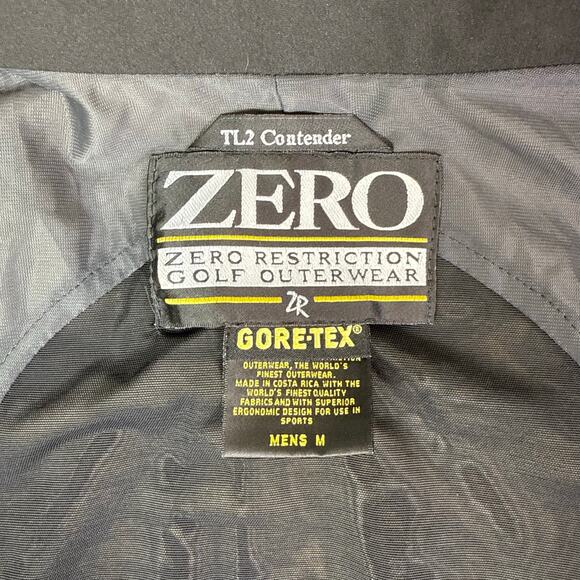 TL2 Contender
ZERO
ZERO RESTRICTION
GOLF OUTERWEAR
ZR
GORE-TEX®
OUTERWEAR, THE WORLD'S
FINEST OUTERWEAR.
MADE IN COSTA RICA WITH THE
WORLD'S FINEST QUALITY
FABRICS AND WITH SUPERIOR
ERGONOMIC DESIGN FOR USE IN
SPORTS
MENS M